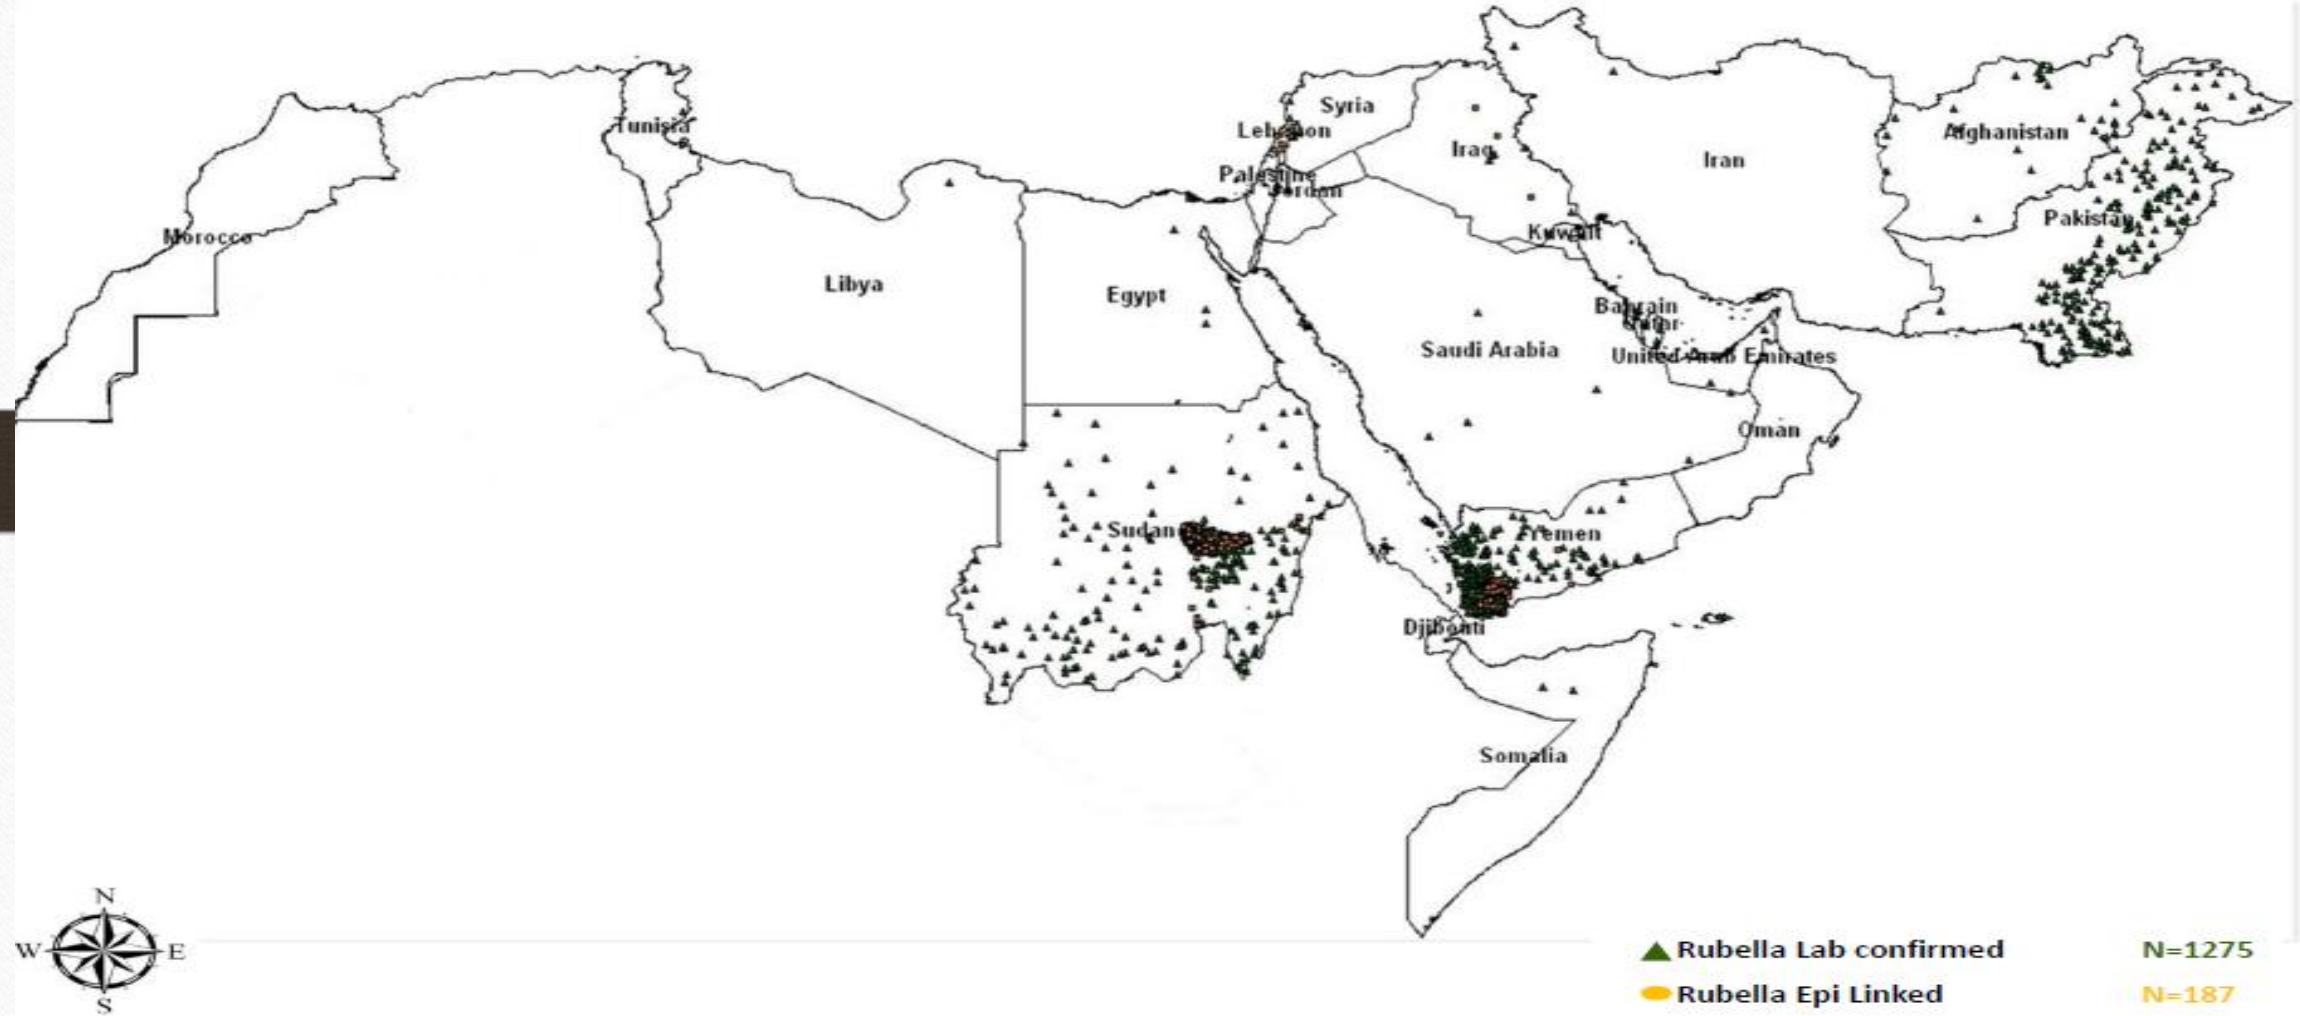 Syria
Tunisia
Lebanon
Afghanistan
Iraq
Iran
Palestine
Jordan
Pakistan
Morocco
Kuwait
Libya
Egypt
Bahrain
Qatar
Saudi Arabia
United Arab Emirates
Oman
Sudan
Yemen
Djibouti
Somalia
N
W E
S
Rubella Lab confirmed N=1275
Rubella Epi Linked N=187